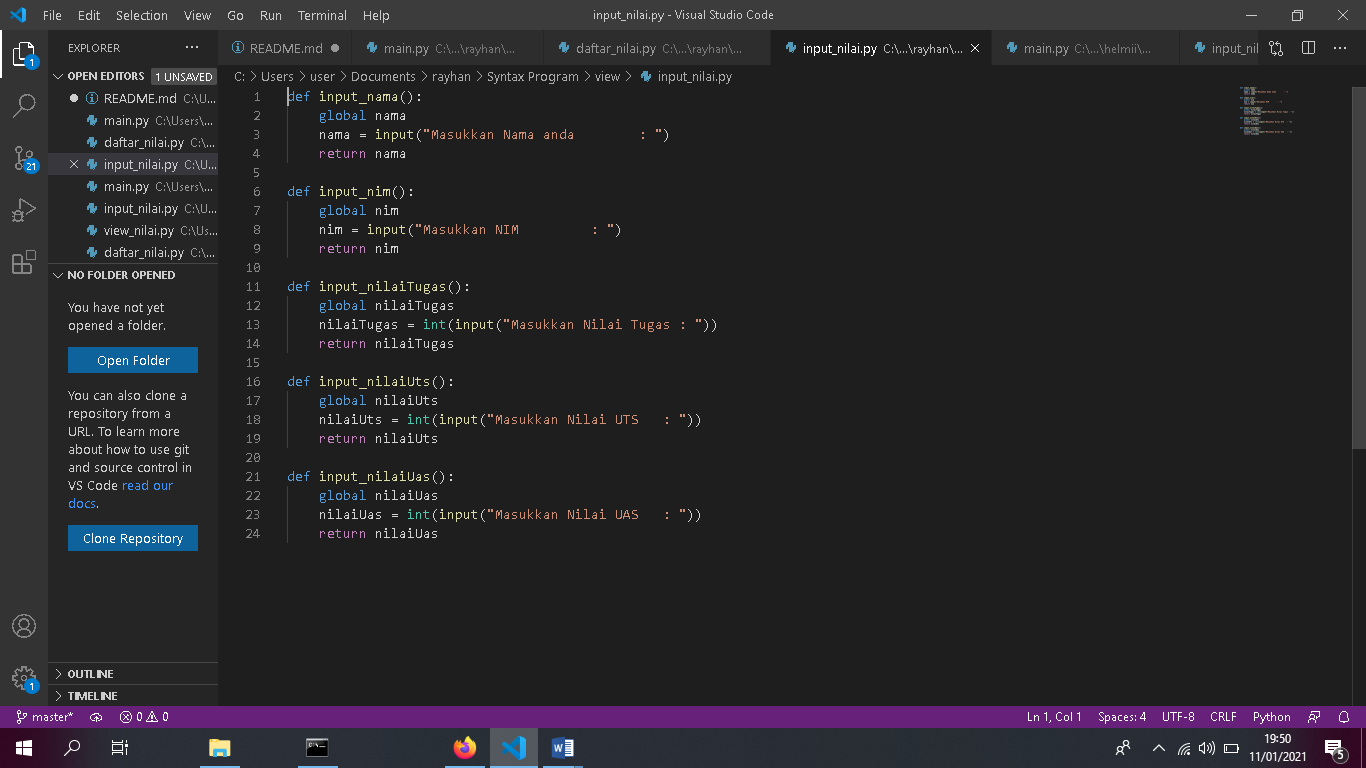 File Edit Selection View Go Run Terminal Help
input_nilai.py - Visual Studio Code
EXPLORER
README.md
main.py C:\...\rayhan\...
daftar_nilai.py C:\...\rayhan\...
input_nilai.py C:\...\rayhan\...
main.py C:\...\helmii\...
input_nil
OPEN EDITORS 1 UNSAVED
README.md C:\U...
main.py C:\Users\...
daftar_nilai.py C:\...
input_nilai.py C:\U...
main.py C:\Users\...
input_nilai.py C:\U...
view_nilai.py C:\Us...
daftar_nilai.py C:\...
NO FOLDER OPENED
You have not yet
opened a folder.
Open Folder
You can also clone a
repository from a
URL. To learn more
about how to use git
and source control in
VS Code read our
docs.
Clone Repository
OUTLINE
TIMELINE
1
21
1
C: > Users > user > Documents > rayhan > Syntax Program > view > input_nilai.py
1 def input_nama():
2     global nama
3     nama = input("Masukkan Nama anda        : ")
4     return nama
5
6 def input_nim():
7     global nim
8     nim = input("Masukkan NIM         : ")
9     return nim
10
11 def input_nilaiTugas():
12     global nilaiTugas
13     nilaiTugas = int(input("Masukkan Nilai Tugas : "))
14     return nilaiTugas
15
16 def input_nilaiUts():
17     global nilaiUts
18     nilaiUts = int(input("Masukkan Nilai UTS   : "))
19     return nilaiUts
20
21 def input_nilaiUas():
22     global nilaiUas
23     nilaiUas = int(input("Masukkan Nilai UAS   : "))
24     return nilaiUas
master* 0 0
Ln 1, Col 1 Spaces: 4 UTF-8 CRLF Python
19:50
11/01/2021
5